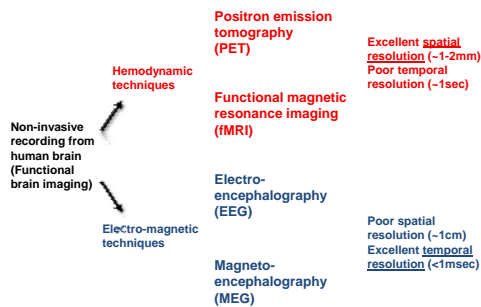 Positron emission
tomography
(PET)
Excellent spatial
resolution (~1-2mm)
Poor temporal
resolution (~1sec)
Hemodynamic
techniques
Functional magnetic
resonance imaging
(fMRI)
Non-invasive
recording from
human brain
(Functional
brain imaging)
Electro-
encephalography
(EEG)
Electro-magnetic
techniques
Poor spatial
resolution (~1cm)
Excellent temporal
resolution (<1msec)
Magneto-
encephalography
(MEG)